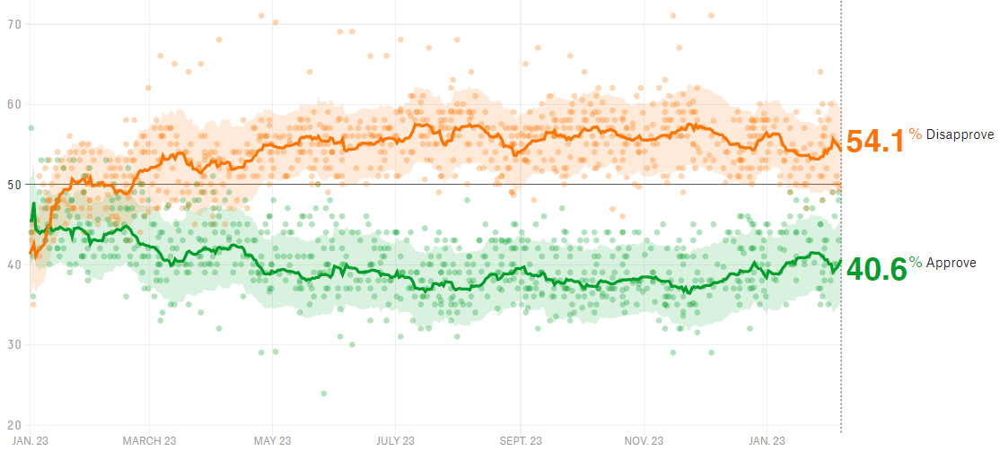 70
60
50
40
30
20
54.1% Disapprove
40.6% Approve
JAN. 23 MARCH 23 MAY 23 JULY 23 SEPT. 23 NOV. 23 JAN. 23